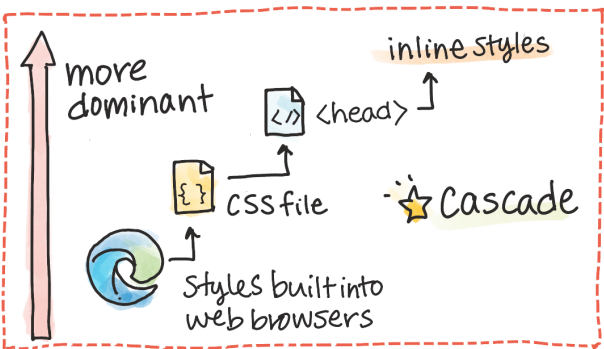 inline styles
more
dominant
</>
<head>
{ }
CSS file
Cascade
Styles built into
web browsers